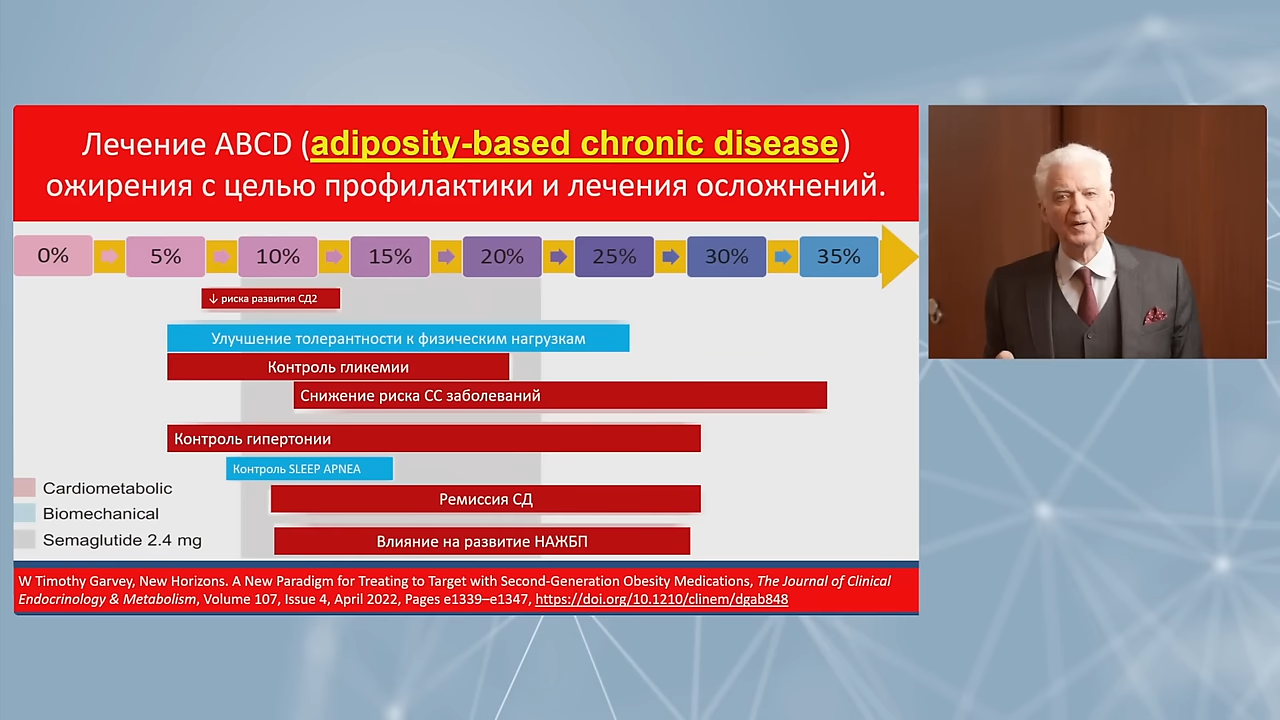 Лечение ABCD (adiposity-based chronic disease)
ожирения с целью профилактики и лечения осложнений.
0% 5% 10% 15% 20% 25% 30% 35%
↓ риска развития СД2
Улучшение толерантности к физическим нагрузкам
Контроль гликемии
Снижение риска СС заболеваний
Контроль гипертонии
Контроль SLEEP APNEA
Cardiometabolic
Ремиссия СД
Biomechanical
Semaglutide 2.4 mg
Влияние на развитие НАЖБП
W Timothy Garvey, New Horizons. A New Paradigm for Treating to Target with Second-Generation Obesity Medications, The Journal of Clinical
Endocrinology & Metabolism, Volume 107, Issue 4, April 2022, Pages e1339–e1347, https://doi.org/10.1210/clinem/dgab848